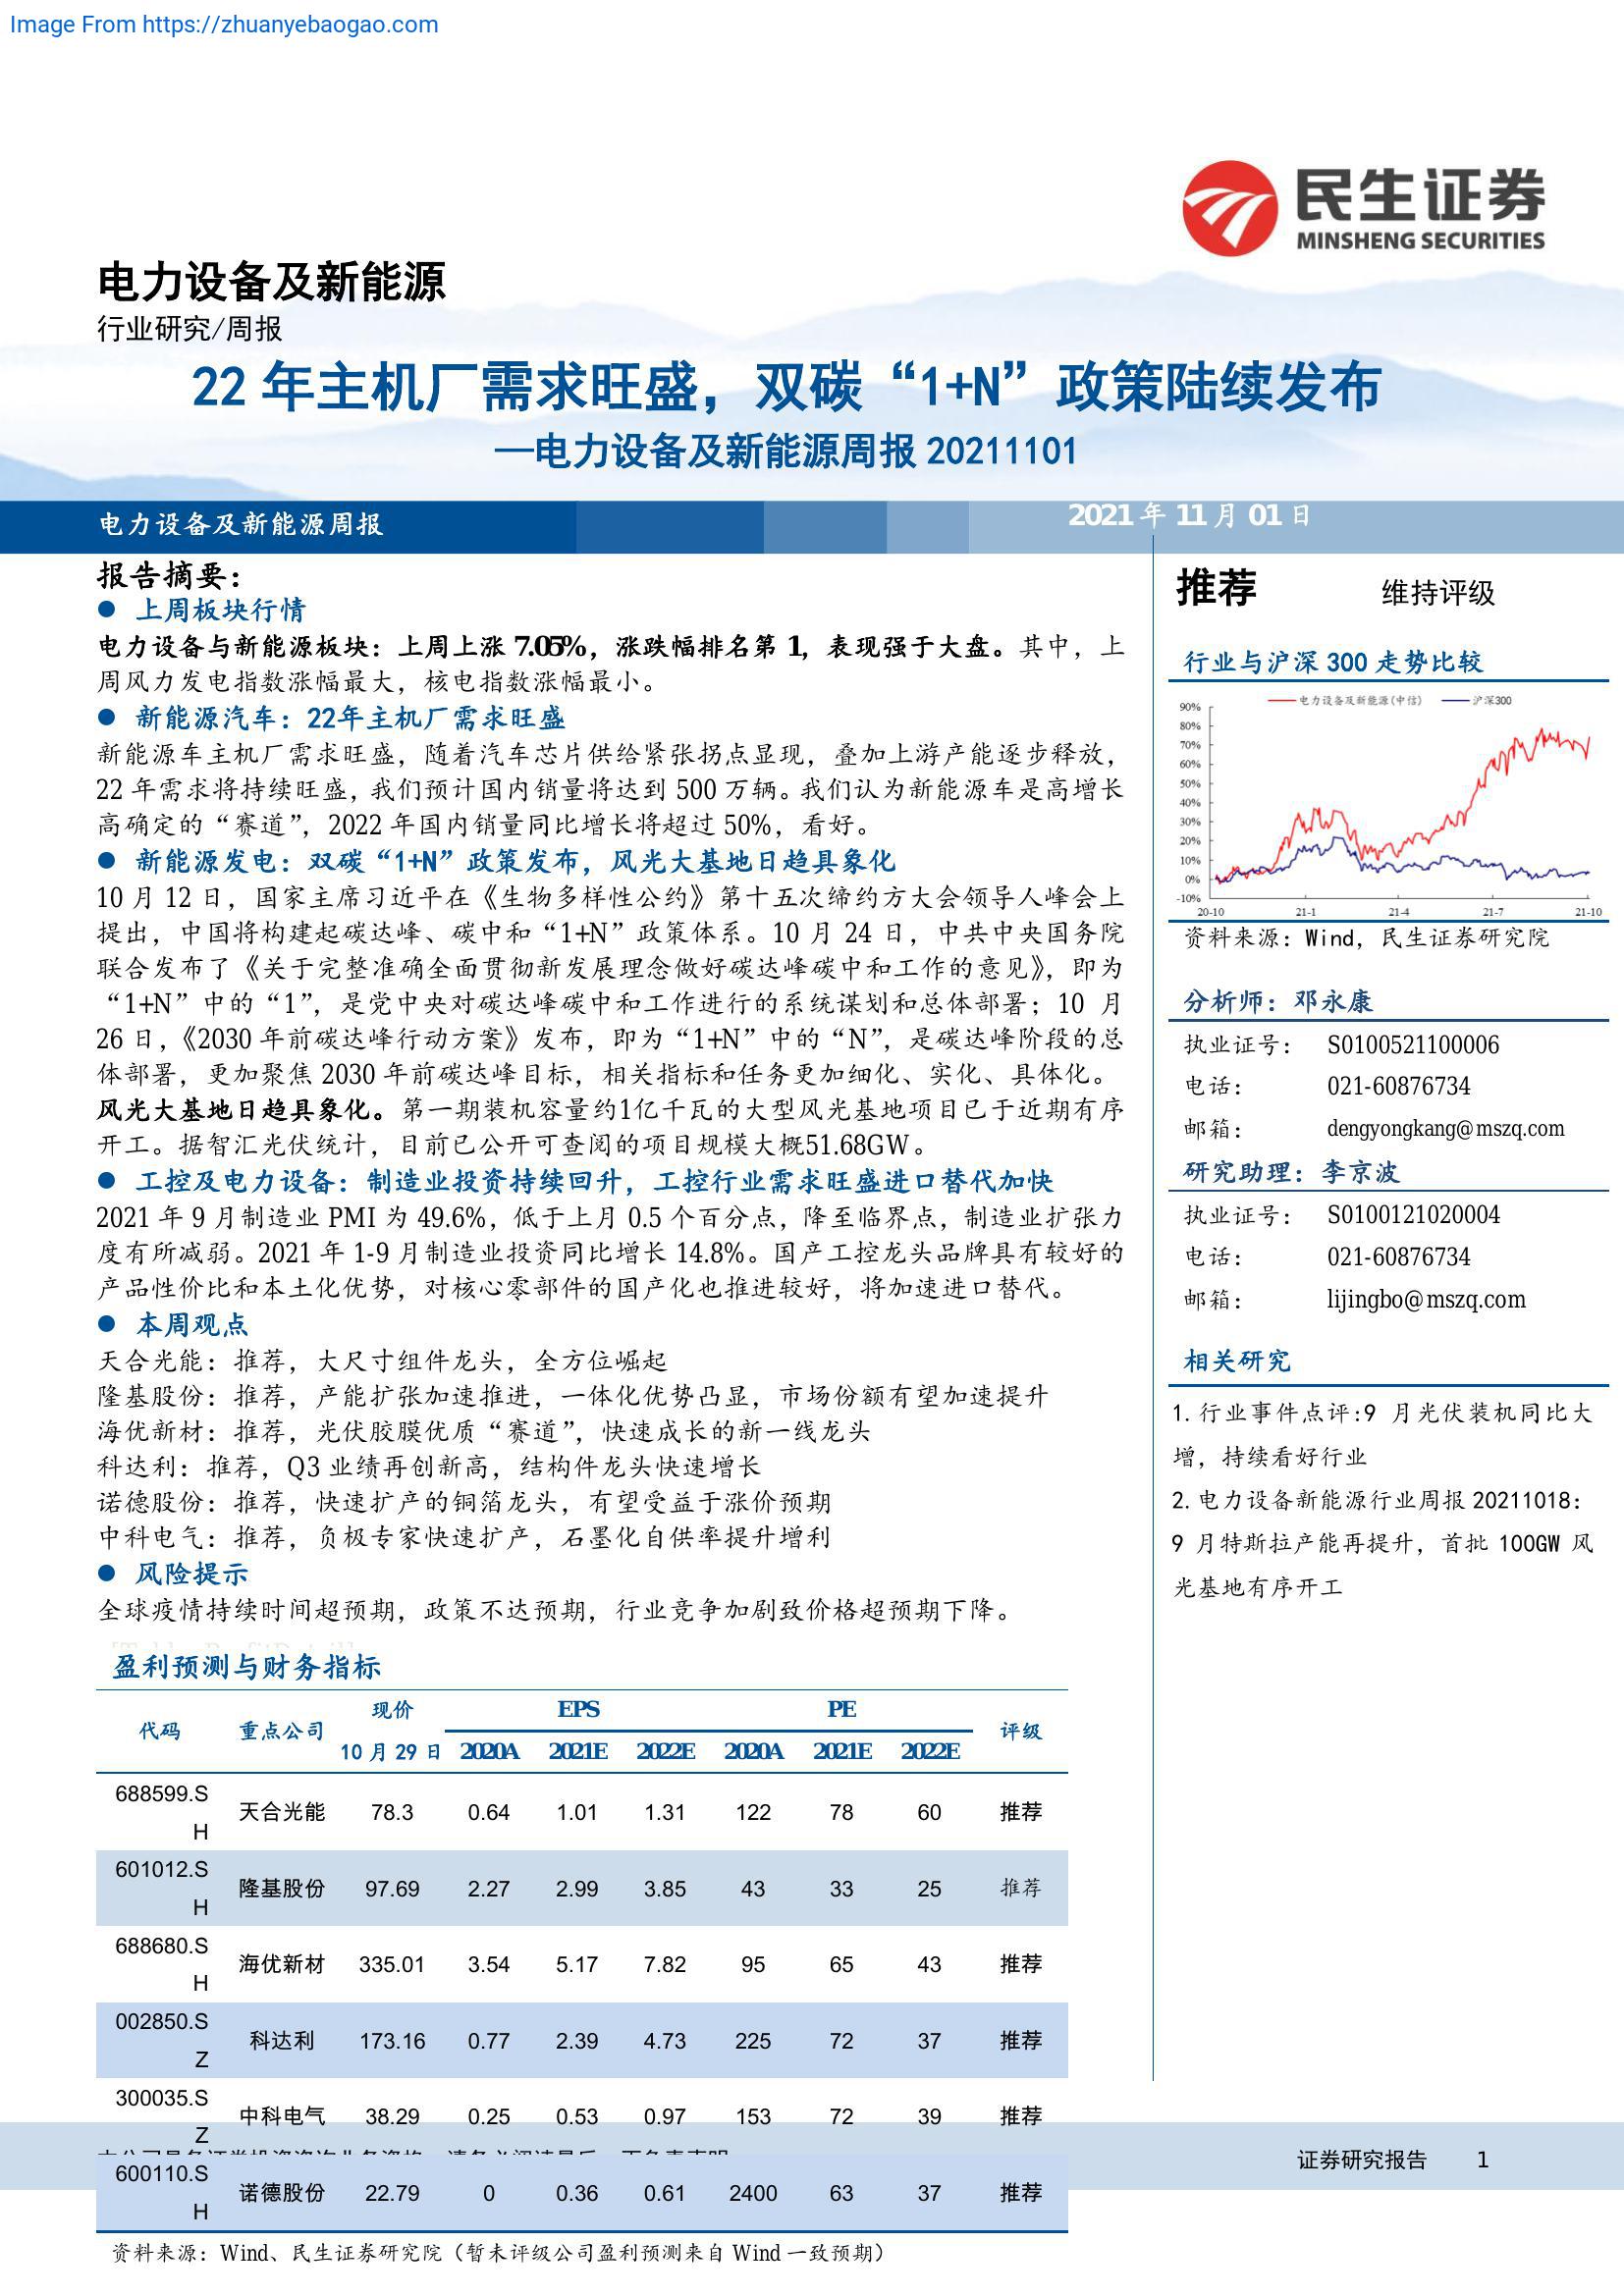 Image From https://zhuanyebaogao.com
民生证券
MINSHENG SECURITIES
电力设备及新能源
行业研究/周报
22 年主机厂需求旺盛，双碳“1+N”政策陆续发布
—电力设备及新能源周报 20211101
电力设备及新能源周报
2021 年 11 月 01 日
报告摘要：
● 上周板块行情
电力设备与新能源板块：上周上涨 7.05%，涨跌幅排名第 1，表现强于大盘。其中，上
周风力发电指数涨幅最大，核电指数涨幅最小。
● 新能源汽车：22年主机厂需求旺盛
新能源车主机厂需求旺盛，随着汽车芯片供给紧张拐点显现，叠加上游产能逐步释放，
22 年需求将持续旺盛，我们预计国内销量将达到 500 万辆。我们认为新能源车是高增长
高确定的“赛道”，2022 年国内销量同比增长将超过 50%，看好。
● 新能源发电：双碳“1+N”政策发布，风光大基地日趋具象化
10 月 12 日，国家主席习近平在《生物多样性公约》第十五次缔约方大会领导人峰会上
提出，中国将构建起碳达峰、碳中和“1+N”政策体系。10 月 24 日，中共中央国务院
联合发布了《关于完整准确全面贯彻新发展理念做好碳达峰碳中和工作的意见》，即为
“1+N”中的“1”，是党中央对碳达峰碳中和工作进行的系统谋划和总体部署；10 月
26 日，《2030 年前碳达峰行动方案》发布，即为“1+N”中的“N”，是碳达峰阶段的总
体部署，更加聚焦 2030 年前碳达峰目标，相关指标和任务更加细化、实化、具体化。
风光大基地日趋具象化。第一期装机容量约1亿千瓦的大型风光基地项目已于近期有序
开工。据智汇光伏统计，目前已公开可查阅的项目规模大概51.68GW。
● 工控及电力设备：制造业投资持续回升，工控行业需求旺盛进口替代加快
2021 年 9 月制造业 PMI 为 49.6%，低于上月 0.5 个百分点，降至临界点，制造业扩张力
度有所减弱。2021 年 1-9 月制造业投资同比增长 14.8%。国产工控龙头品牌具有较好的
产品性价比和本土化优势，对核心零部件的国产化也推进较好，将加速进口替代。
● 本周观点
天合光能：推荐，大尺寸组件龙头，全方位崛起
隆基股份：推荐，产能扩张加速推进，一体化优势凸显，市场份额有望加速提升
海优新材：推荐，光伏胶膜优质“赛道”，快速成长的新一线龙头
科达利：推荐，Q3 业绩再创新高，结构件龙头快速增长
诺德股份：推荐，快速扩产的铜箔龙头，有望受益于涨价预期
中科电气：推荐，负极专家快速扩产，石墨化自供率提升增利
● 风险提示
全球疫情持续时间超预期，政策不达预期，行业竞争加剧致价格超预期下降。
盈利预测与财务指标
代码 重点公司 现价 EPS PE 评级
10 月 29 日 2020A 2021E 2022E 2020A 2021E 2022E
688599.SH 天合光能 78.3 0.64 1.01 1.31 122 78 60 推荐
601012.SH 隆基股份 97.69 2.27 2.99 3.85 43 33 25 推荐
688680.SH 海优新材 335.01 3.54 5.17 7.82 95 65 43 推荐
002850.SZ 科达利 173.16 0.77 2.39 4.73 225 72 37 推荐
300035.SZ 中科电气 38.29 0.25 0.53 0.97 153 72 39 推荐
600110.SH 诺德股份 22.79 0 0.36 0.61 2400 63 37 推荐
资料来源：Wind、民生证券研究院（暂未评级公司盈利预测来自 Wind 一致预期）
推荐 维持评级
行业与沪深 300 走势比较
电力设备及新能源(中信) 沪深300
90%
80%
70%
60%
50%
40%
30%
20%
10%
0%
-10%
20-10 21-1 21-4 21-7 21-10
资料来源：Wind，民生证券研究院
分析师：邓永康
执业证号： S0100521100006
电话： 021-60876734
邮箱： dengyongkang@mszq.com
研究助理：李京波
执业证号： S0100121020004
电话： 021-60876734
邮箱： lijingbo@mszq.com
相关研究
1.行业事件点评:9 月光伏装机同比大
增，持续看好行业
2.电力设备新能源行业周报 20211018：
9 月特斯拉产能再提升，首批 100GW 风
光基地有序开工
证券研究报告 1